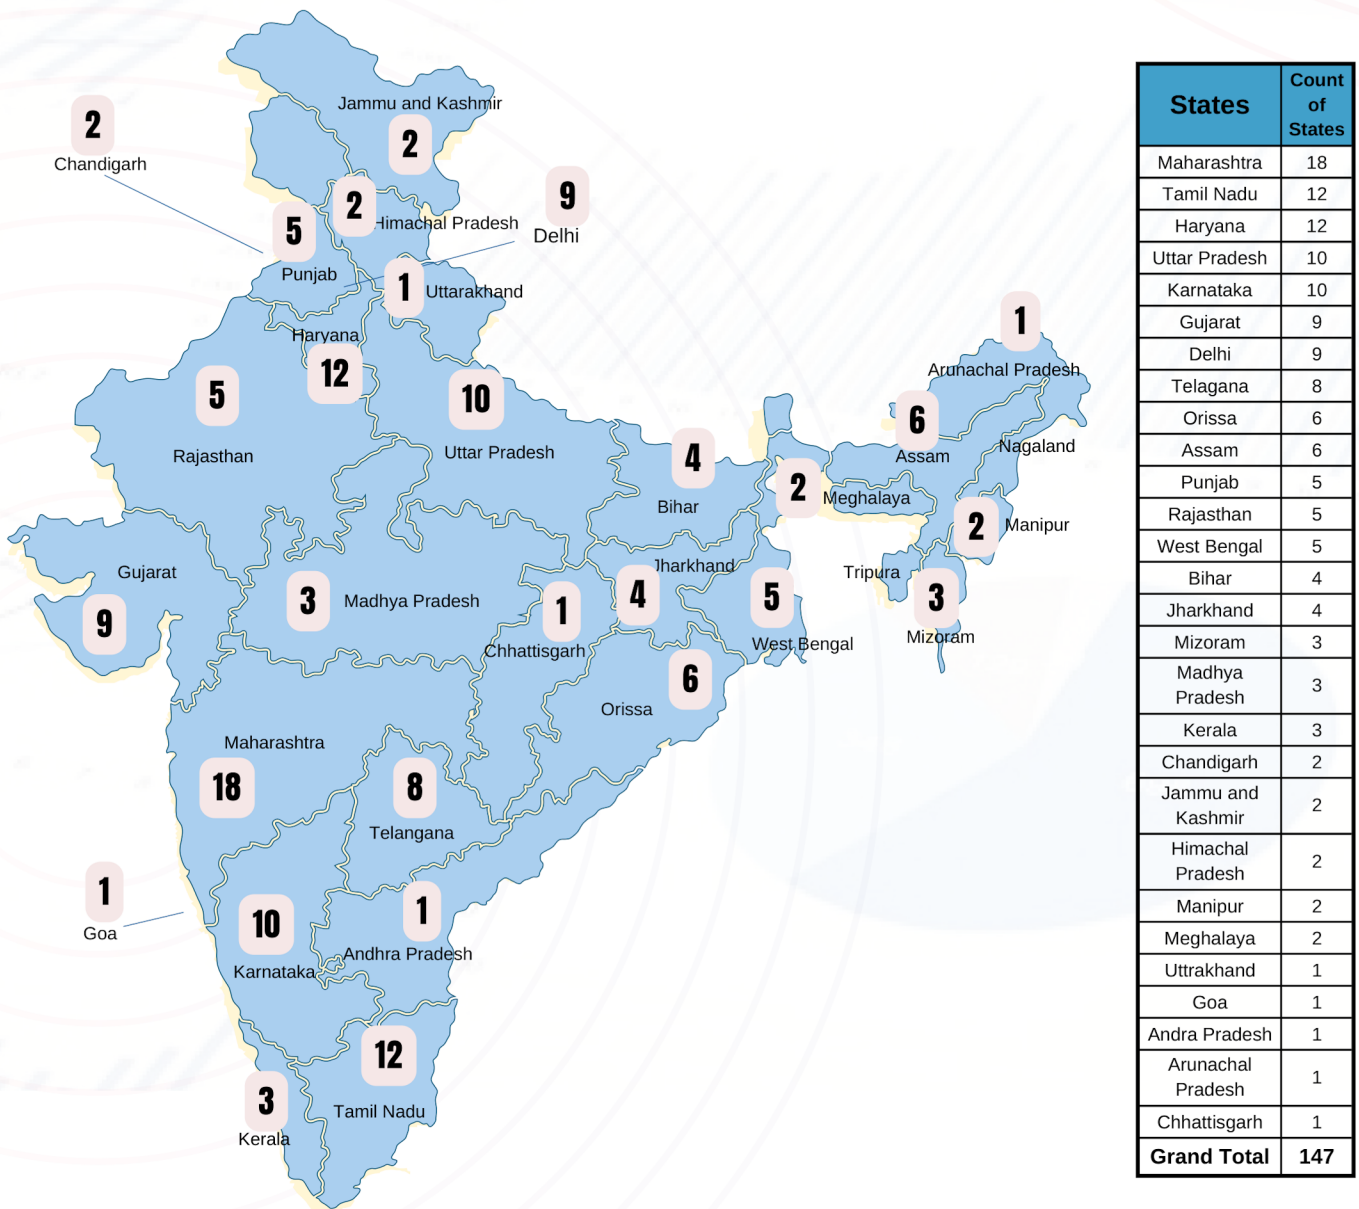 Jammu and Kashmir
2
2
Chandigarh
2
Himachal Pradesh
9
Delhi
5
Punjab
1
Uttarakhand
Haryana
12
5
Rajasthan
10
Uttar Pradesh
4
Bihar
1
Arunachal Pradesh
6
Assam
Nagaland
2
Meghalaya
2
Manipur
Tripura
3
Mizoram
Gujarat
9
3
Madhya Pradesh
1
Chhattisgarh
Jharkhand
4
5
West Bengal
6
Orissa
Maharashtra
18
8
Telangana
1
Goa
10
Karnataka
1
Andhra Pradesh
12
Tamil Nadu
3
Kerala
States
Count
of
States
Maharashtra 18
Tamil Nadu 12
Haryana 12
Uttar Pradesh 10
Karnataka 10
Gujarat 9
Delhi 9
Telagana 8
Orissa 6
Assam 6
Punjab 5
Rajasthan 5
West Bengal 5
Bihar 4
Jharkhand 4
Mizoram 3
Madhya
Pradesh 3
Kerala 3
Chandigarh 2
Jammu and
Kashmir 2
Himachal
Pradesh 2
Manipur 2
Meghalaya 2
Uttrakhand 1
Goa 1
Andra Pradesh 1
Arunachal
Pradesh 1
Chhattisgarh 1
Grand Total 147